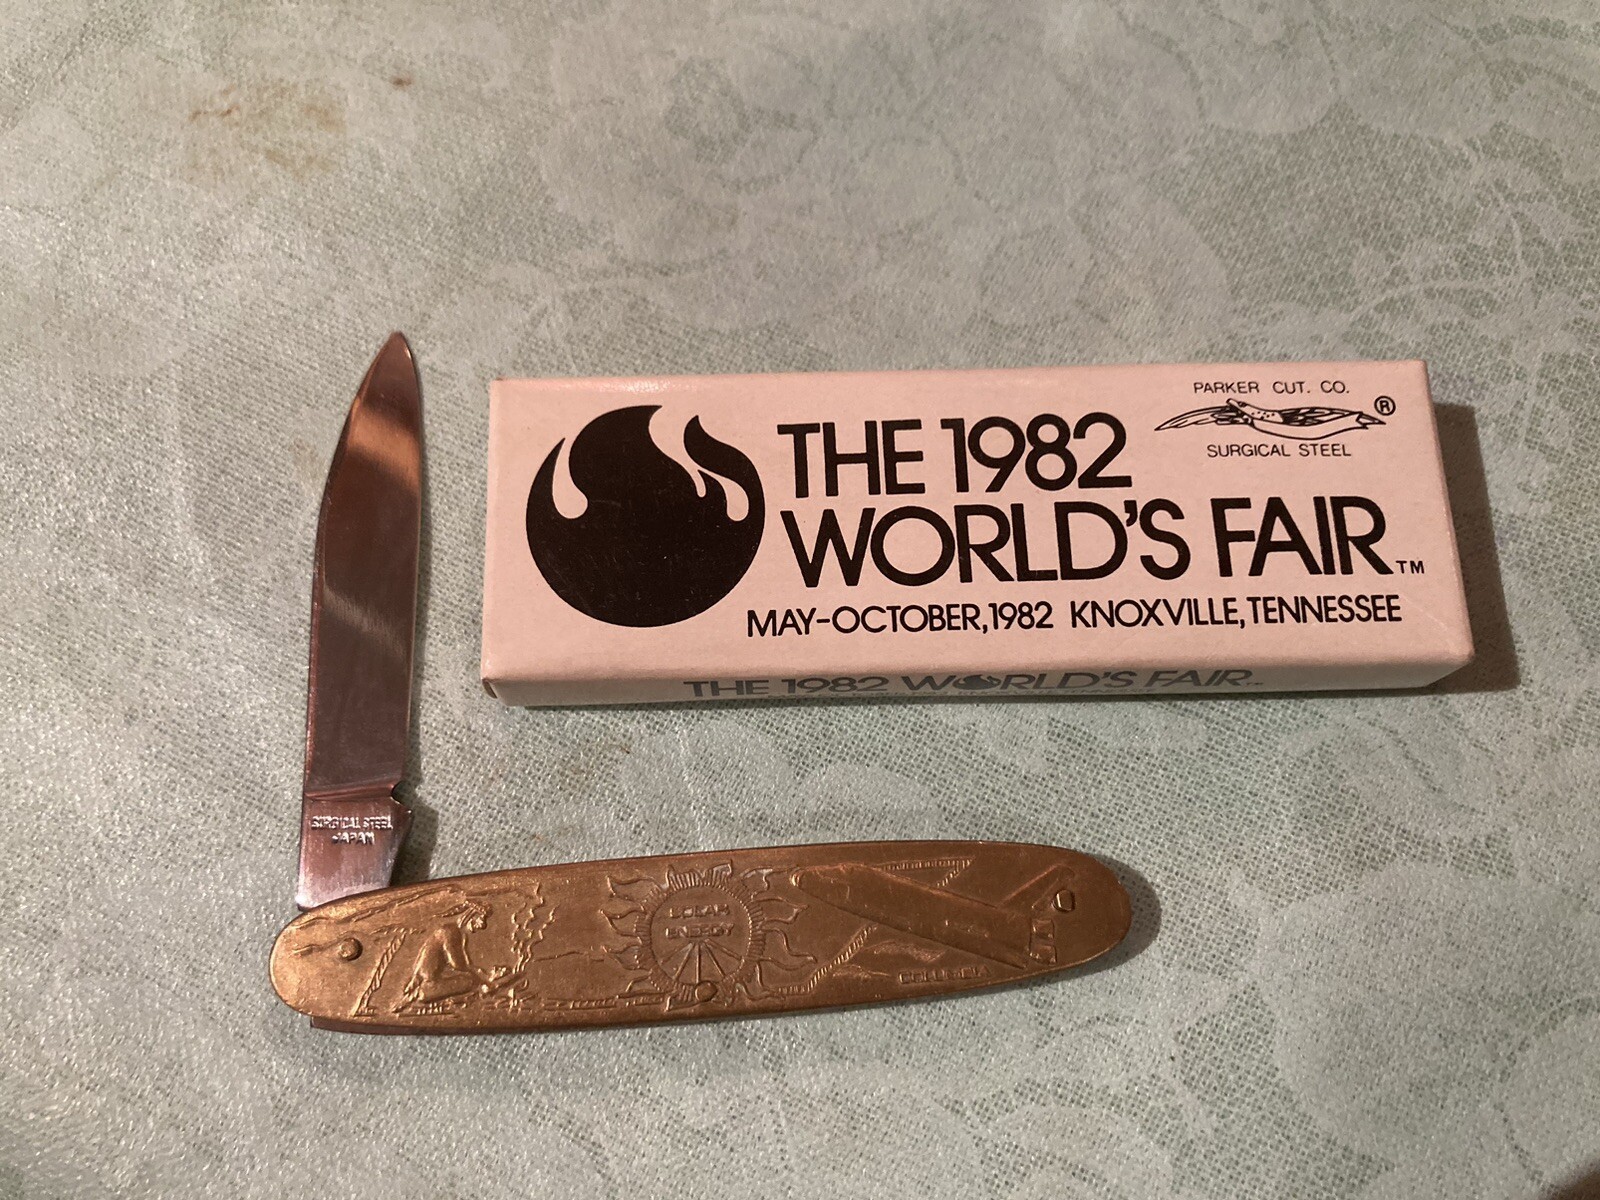 PARKER CUT. CO.
®
SURGICAL STEEL
THE 1982
WORLD'S FAIR™
MAY-OCTOBER, 1982 KNOXVILLE, TENNESSEE
THE 1982 WORLD'S FAIR™
SURGICAL STEEL
JAPAN
SOLAR
ENERGY
COLUMBIA